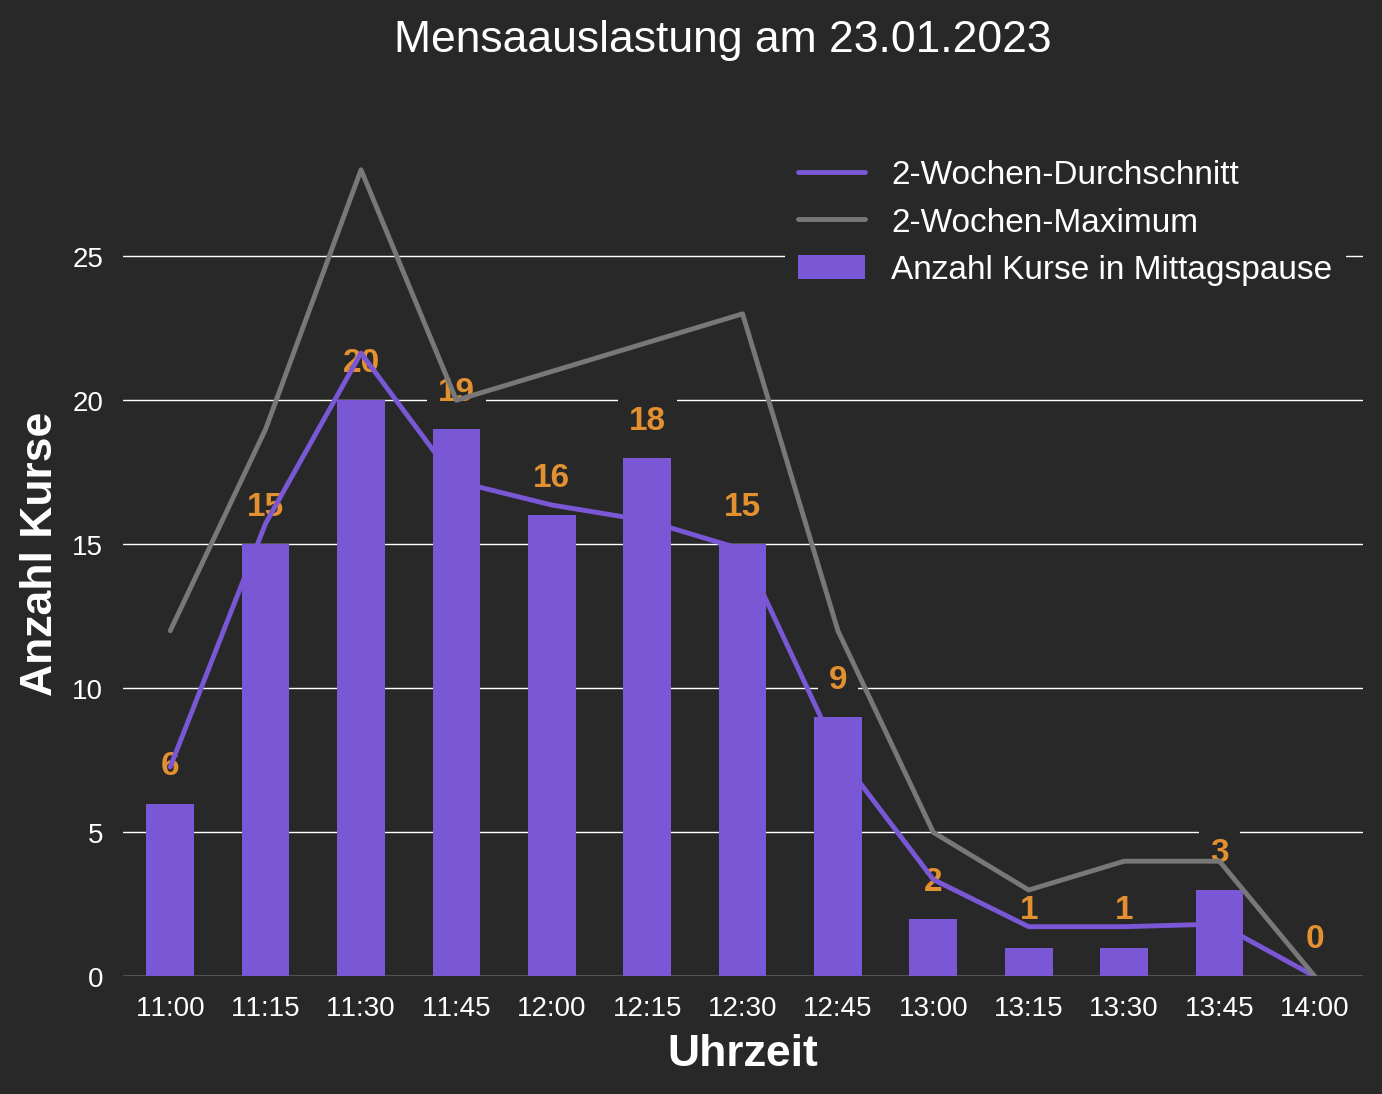 Mensaauslastung am 23.01.2023
2-Wochen-Durchschnitt
2-Wochen-Maximum
Anzahl Kurse in Mittagspause
Anzahl Kurse
25
20
15
10
5
0
6
15
20
19
16
18
15
9
2
1
1
3
0
11:00 11:15 11:30 11:45 12:00 12:15 12:30 12:45 13:00 13:15 13:30 13:45 14:00
Uhrzeit